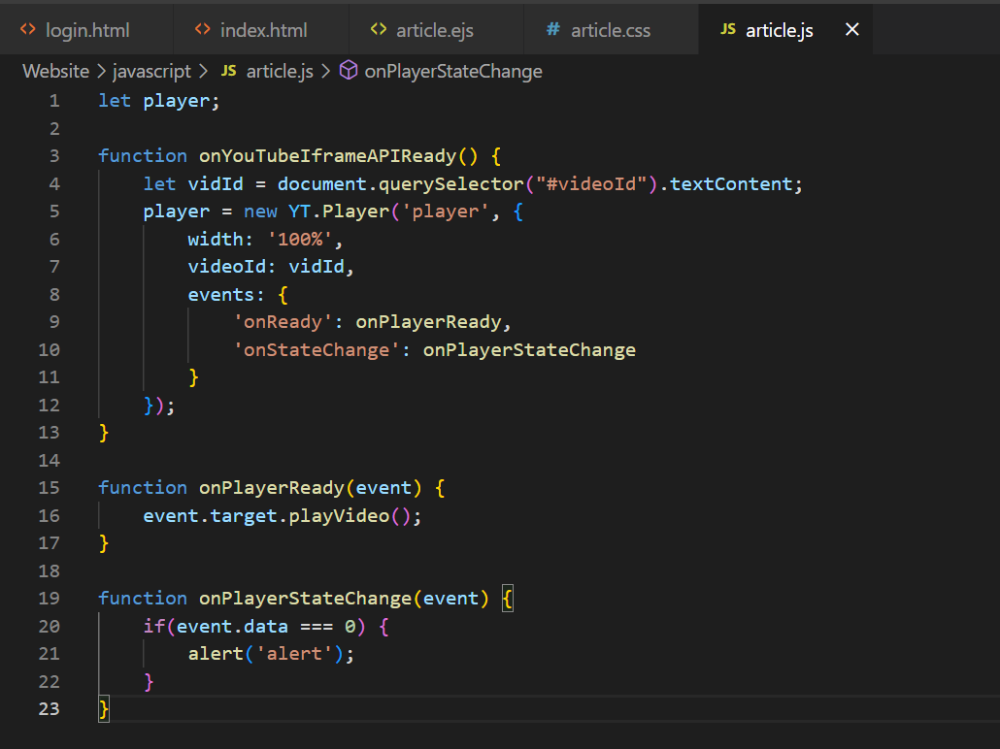 <> login.html <> index.html <> article.ejs # article.css JS article.js ×
Website > javascript > JS article.js > onPlayerStateChange
1 let player;
2
3 function onYouTubeIframeAPIReady() {
4     let vidId = document.querySelector("#videoId").textContent;
5     player = new YT.Player('player', {
6         width: '100%',
7         videoId: vidId,
8         events: {
9             'onReady': onPlayerReady,
10             'onStateChange': onPlayerStateChange
11         }
12     });
13 }
14
15 function onPlayerReady(event) {
16     event.target.playVideo();
17 }
18
19 function onPlayerStateChange(event) {
20     if(event.data === 0) {
21         alert('alert');
22     }
23 }